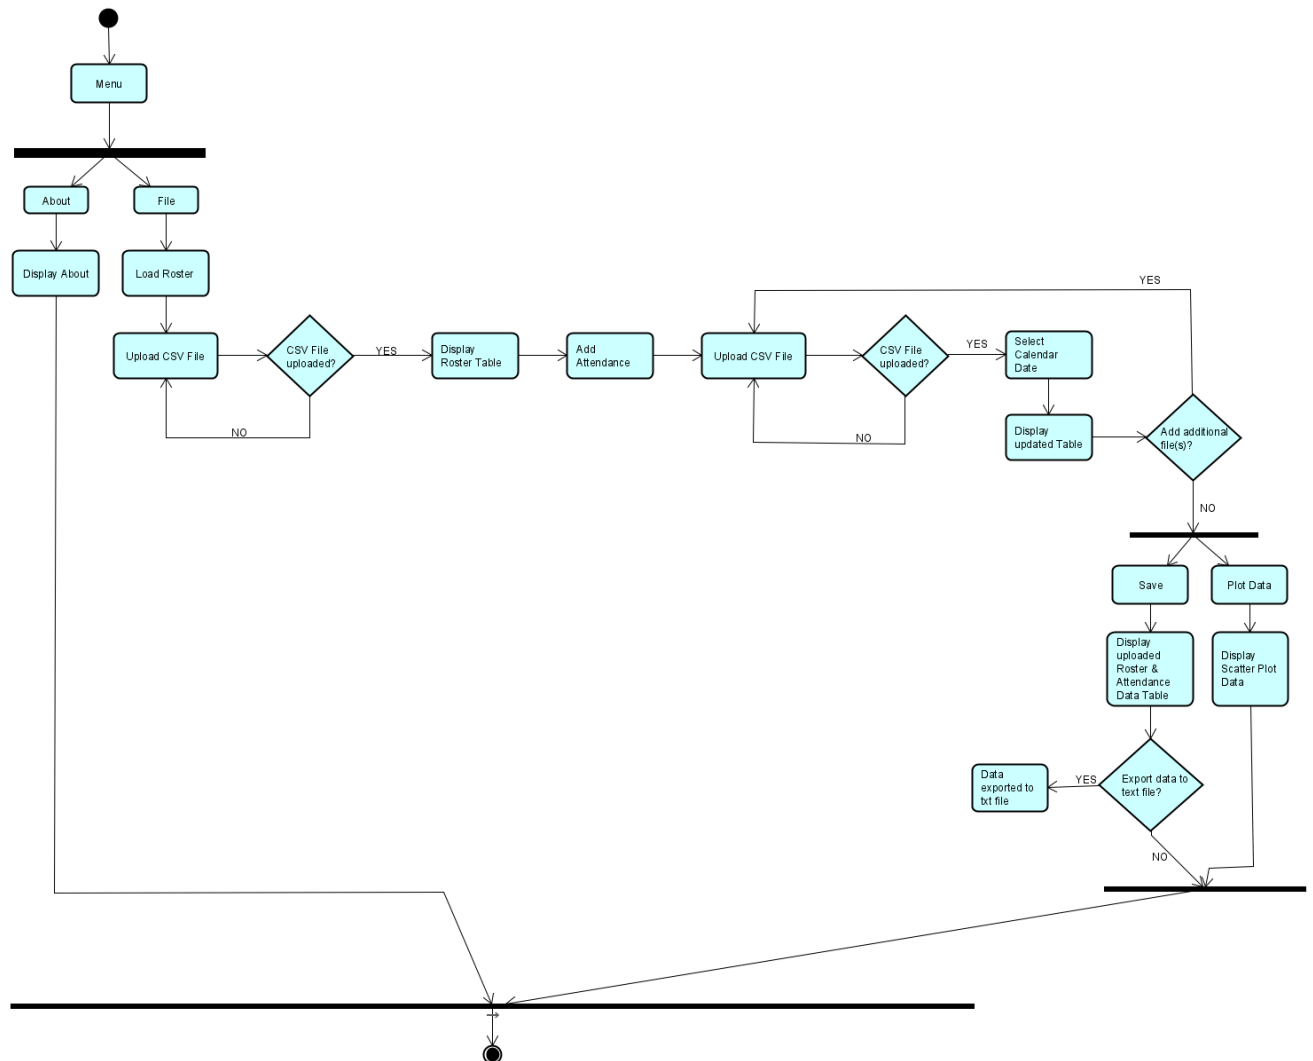 Menu
About
File
Display About
Load Roster
YES
Upload CSV File
CSV File
uploaded?
YES
Display
Roster Table
Add
Attendance
Upload CSV File
CSV File
uploaded?
YES
Select
Calendar
Date
NO
NO
Display
updated Table
Add additional
file(s)?
NO
Save
Plot Data
Display
uploaded
Roster &
Attendance
Data Table
Display
Scatter Plot
Data
Data
exported to
txt file
YES
Export data to
text file?
NO